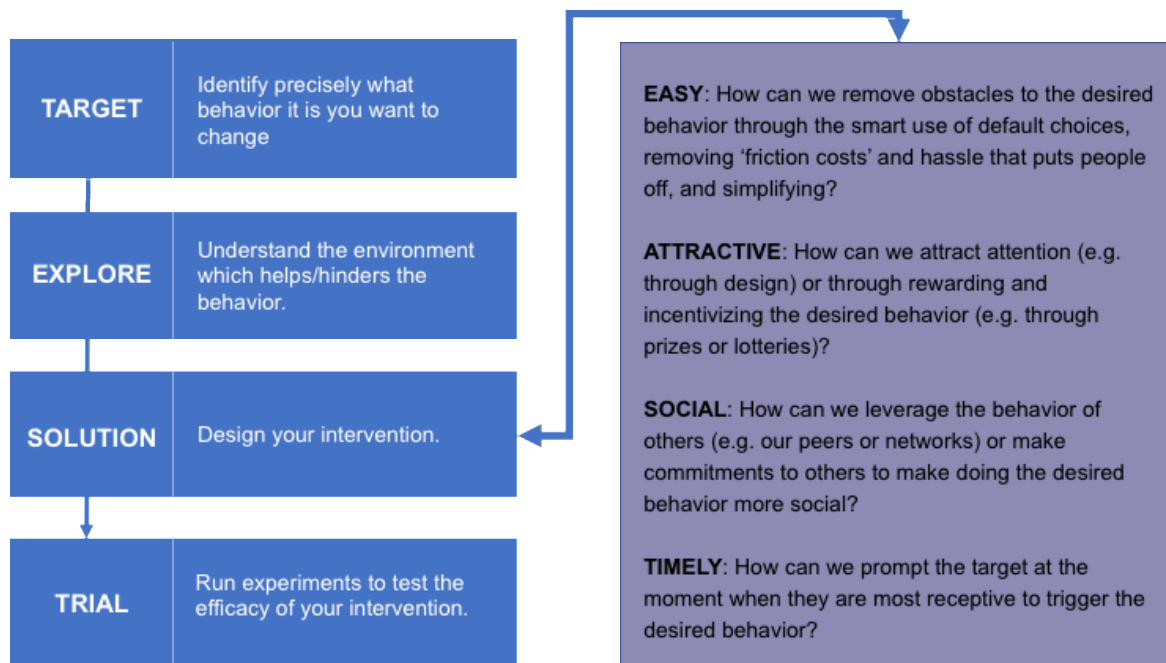 TARGET
Identify precisely what
behavior it is you want to
change
EXPLORE
Understand the environment
which helps/hinders the
behavior.
SOLUTION
Design your intervention.
TRIAL
Run experiments to test the
efficacy of your intervention.
EASY: How can we remove obstacles to the desired
behavior through the smart use of default choices,
removing ‘friction costs’ and hassle that puts people
off, and simplifying?
ATTRACTIVE: How can we attract attention (e.g.
through design) or through rewarding and
incentivizing the desired behavior (e.g. through
prizes or lotteries)?
SOCIAL: How can we leverage the behavior of
others (e.g. our peers or networks) or make
commitments to others to make doing the desired
behavior more social?
TIMELY: How can we prompt the target at the
moment when they are most receptive to trigger the
desired behavior?